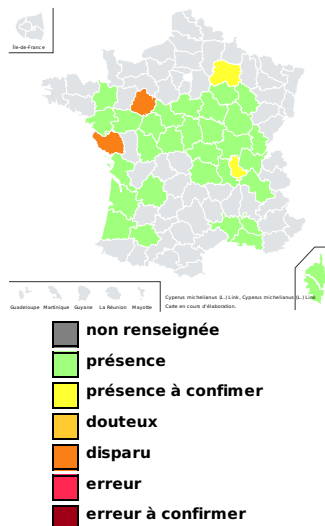 Île-de-France
Guadeloupe Martinique Guyane La Réunion Mayotte
Cyperus michelianus (L.) Link, Cyperus michelianus (L.) Link
Carte en cours d'élaboration.
non renseignée
présence
présence à confimer
douteux
disparu
erreur
erreur à confirmer